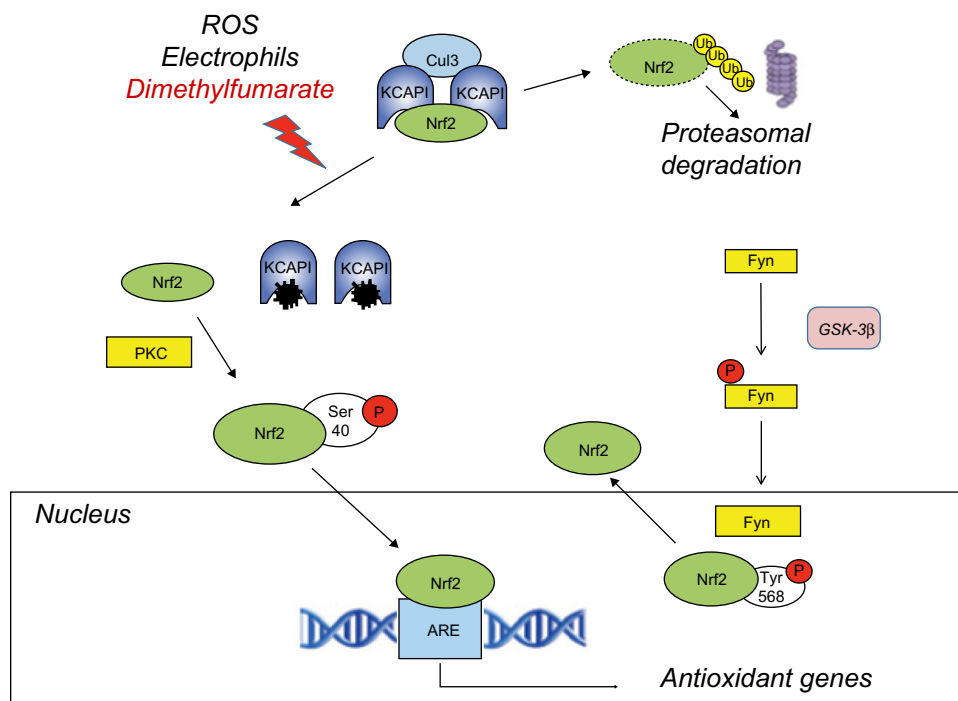 ROS
Electrophils
Dimethylfumarate
Cul3
KCAPI
KCAPI
Nrf2
Nrf2
Ub
Ub
Ub
Ub
Proteasomal
degradation
Nrf2
KCAPI
KCAPI
PKC
Nrf2
Ser
40
P
Fyn
GSK-3β
P
Fyn
Nrf2
Nucleus
Fyn
Nrf2
Tyr
568
P
Nrf2
ARE
Antioxidant genes